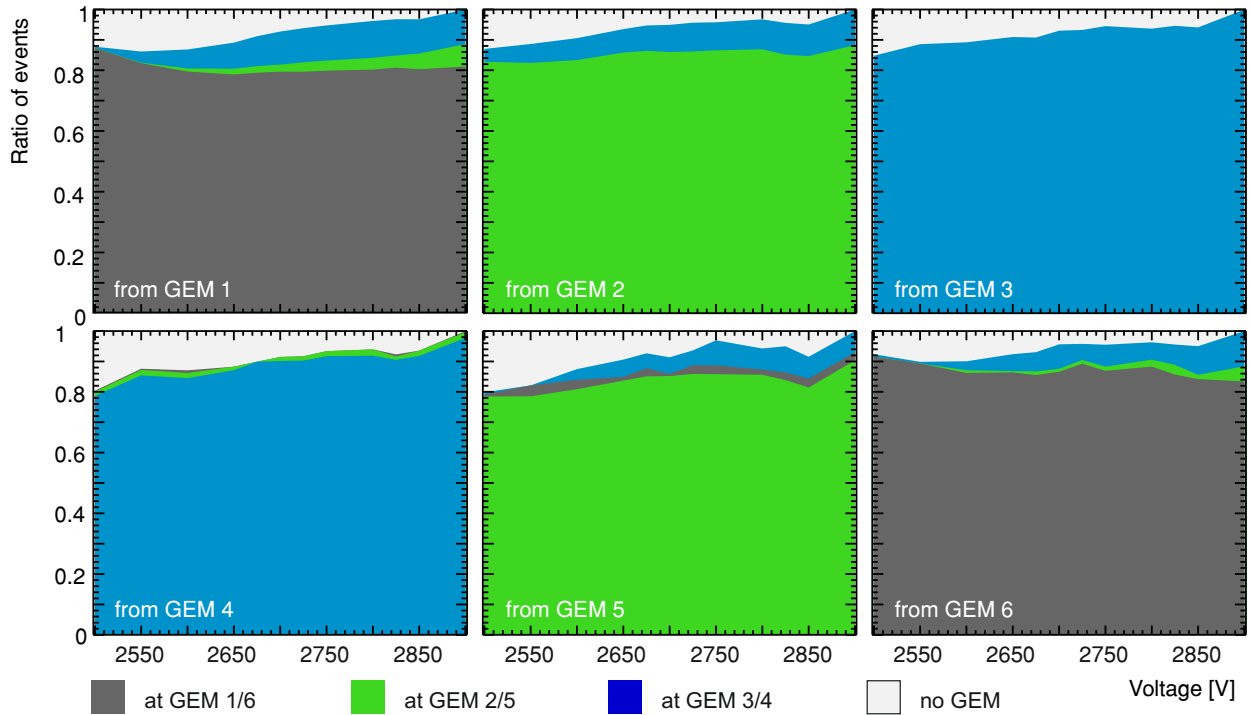 Ratio of events
1
0.8
0.6
0.4
0.2
0
from GEM 1
from GEM 2
from GEM 3
1
0.8
0.6
0.4
0.2
0
from GEM 4
from GEM 5
from GEM 6
2550 2650 2750 2850 2550 2650 2750 2850 2550 2650 2750 2850
Voltage [V]
at GEM 1/6 at GEM 2/5 at GEM 3/4 no GEM